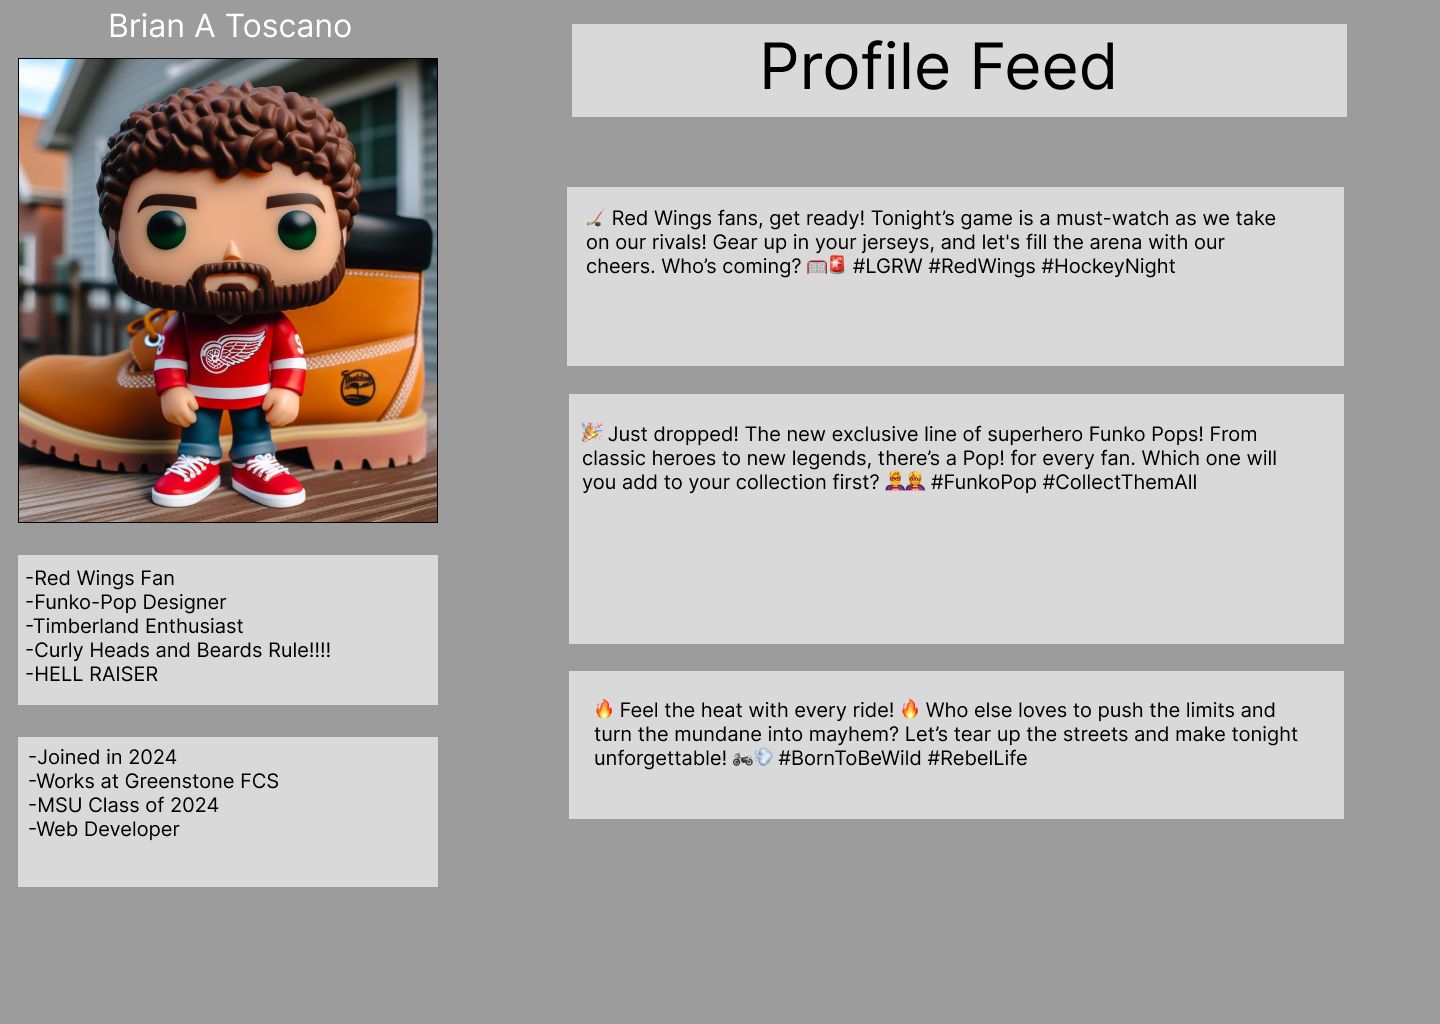 Brian A Toscano
-Red Wings Fan
-Funko-Pop Designer
-Timberland Enthusiast
-Curly Heads and Beards Rule!!!!
-HELL RAISER
-Joined in 2024
-Works at Greenstone FCS
-MSU Class of 2024
-Web Developer
Profile Feed
🏒 Red Wings fans, get ready! Tonight’s game is a must-watch as we take
on our rivals! Gear up in your jerseys, and let's fill the arena with our
cheers. Who’s coming? 🥅🚨 #LGRW #RedWings #HockeyNight
🎉 Just dropped! The new exclusive line of superhero Funko Pops! From
classic heroes to new legends, there’s a Pop! for every fan. Which one will
you add to your collection first? 🦸‍♂️🦸‍♀️ #FunkoPop #CollectThemAll
🔥 Feel the heat with every ride! 🔥 Who else loves to push the limits and
turn the mundane into mayhem? Let’s tear up the streets and make tonight
unforgettable! 🏍️💨 #BornToBeWild #RebelLife